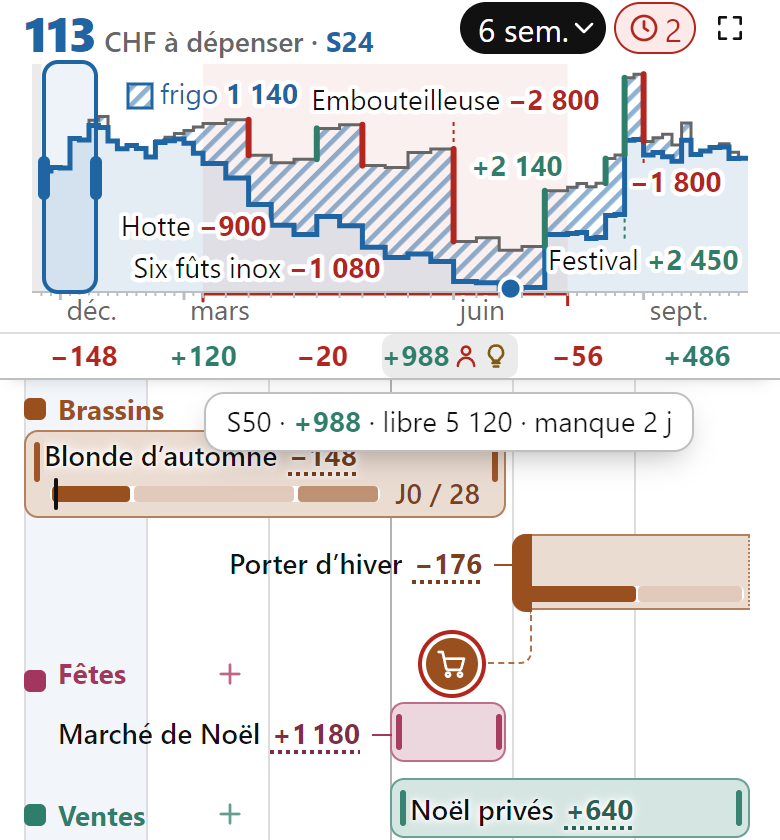 113 CHF à dépenser · S24
6 sem.
2
frigo 1 140
Embouteilleuse −2 800
+2 140
−1 800
Hotte −900
Six fûts inox −1 080
Festival +2 450
déc. mars juin sept.
−148 +120 −20 +988 −56 +486
S50 · +988 · libre 5 120 · manque 2 j
Brassins
Blonde d’automne −148
J0 / 28
Porter d’hiver −176
Fêtes +
Marché de Noël +1 180
Ventes +
Noël privés +640